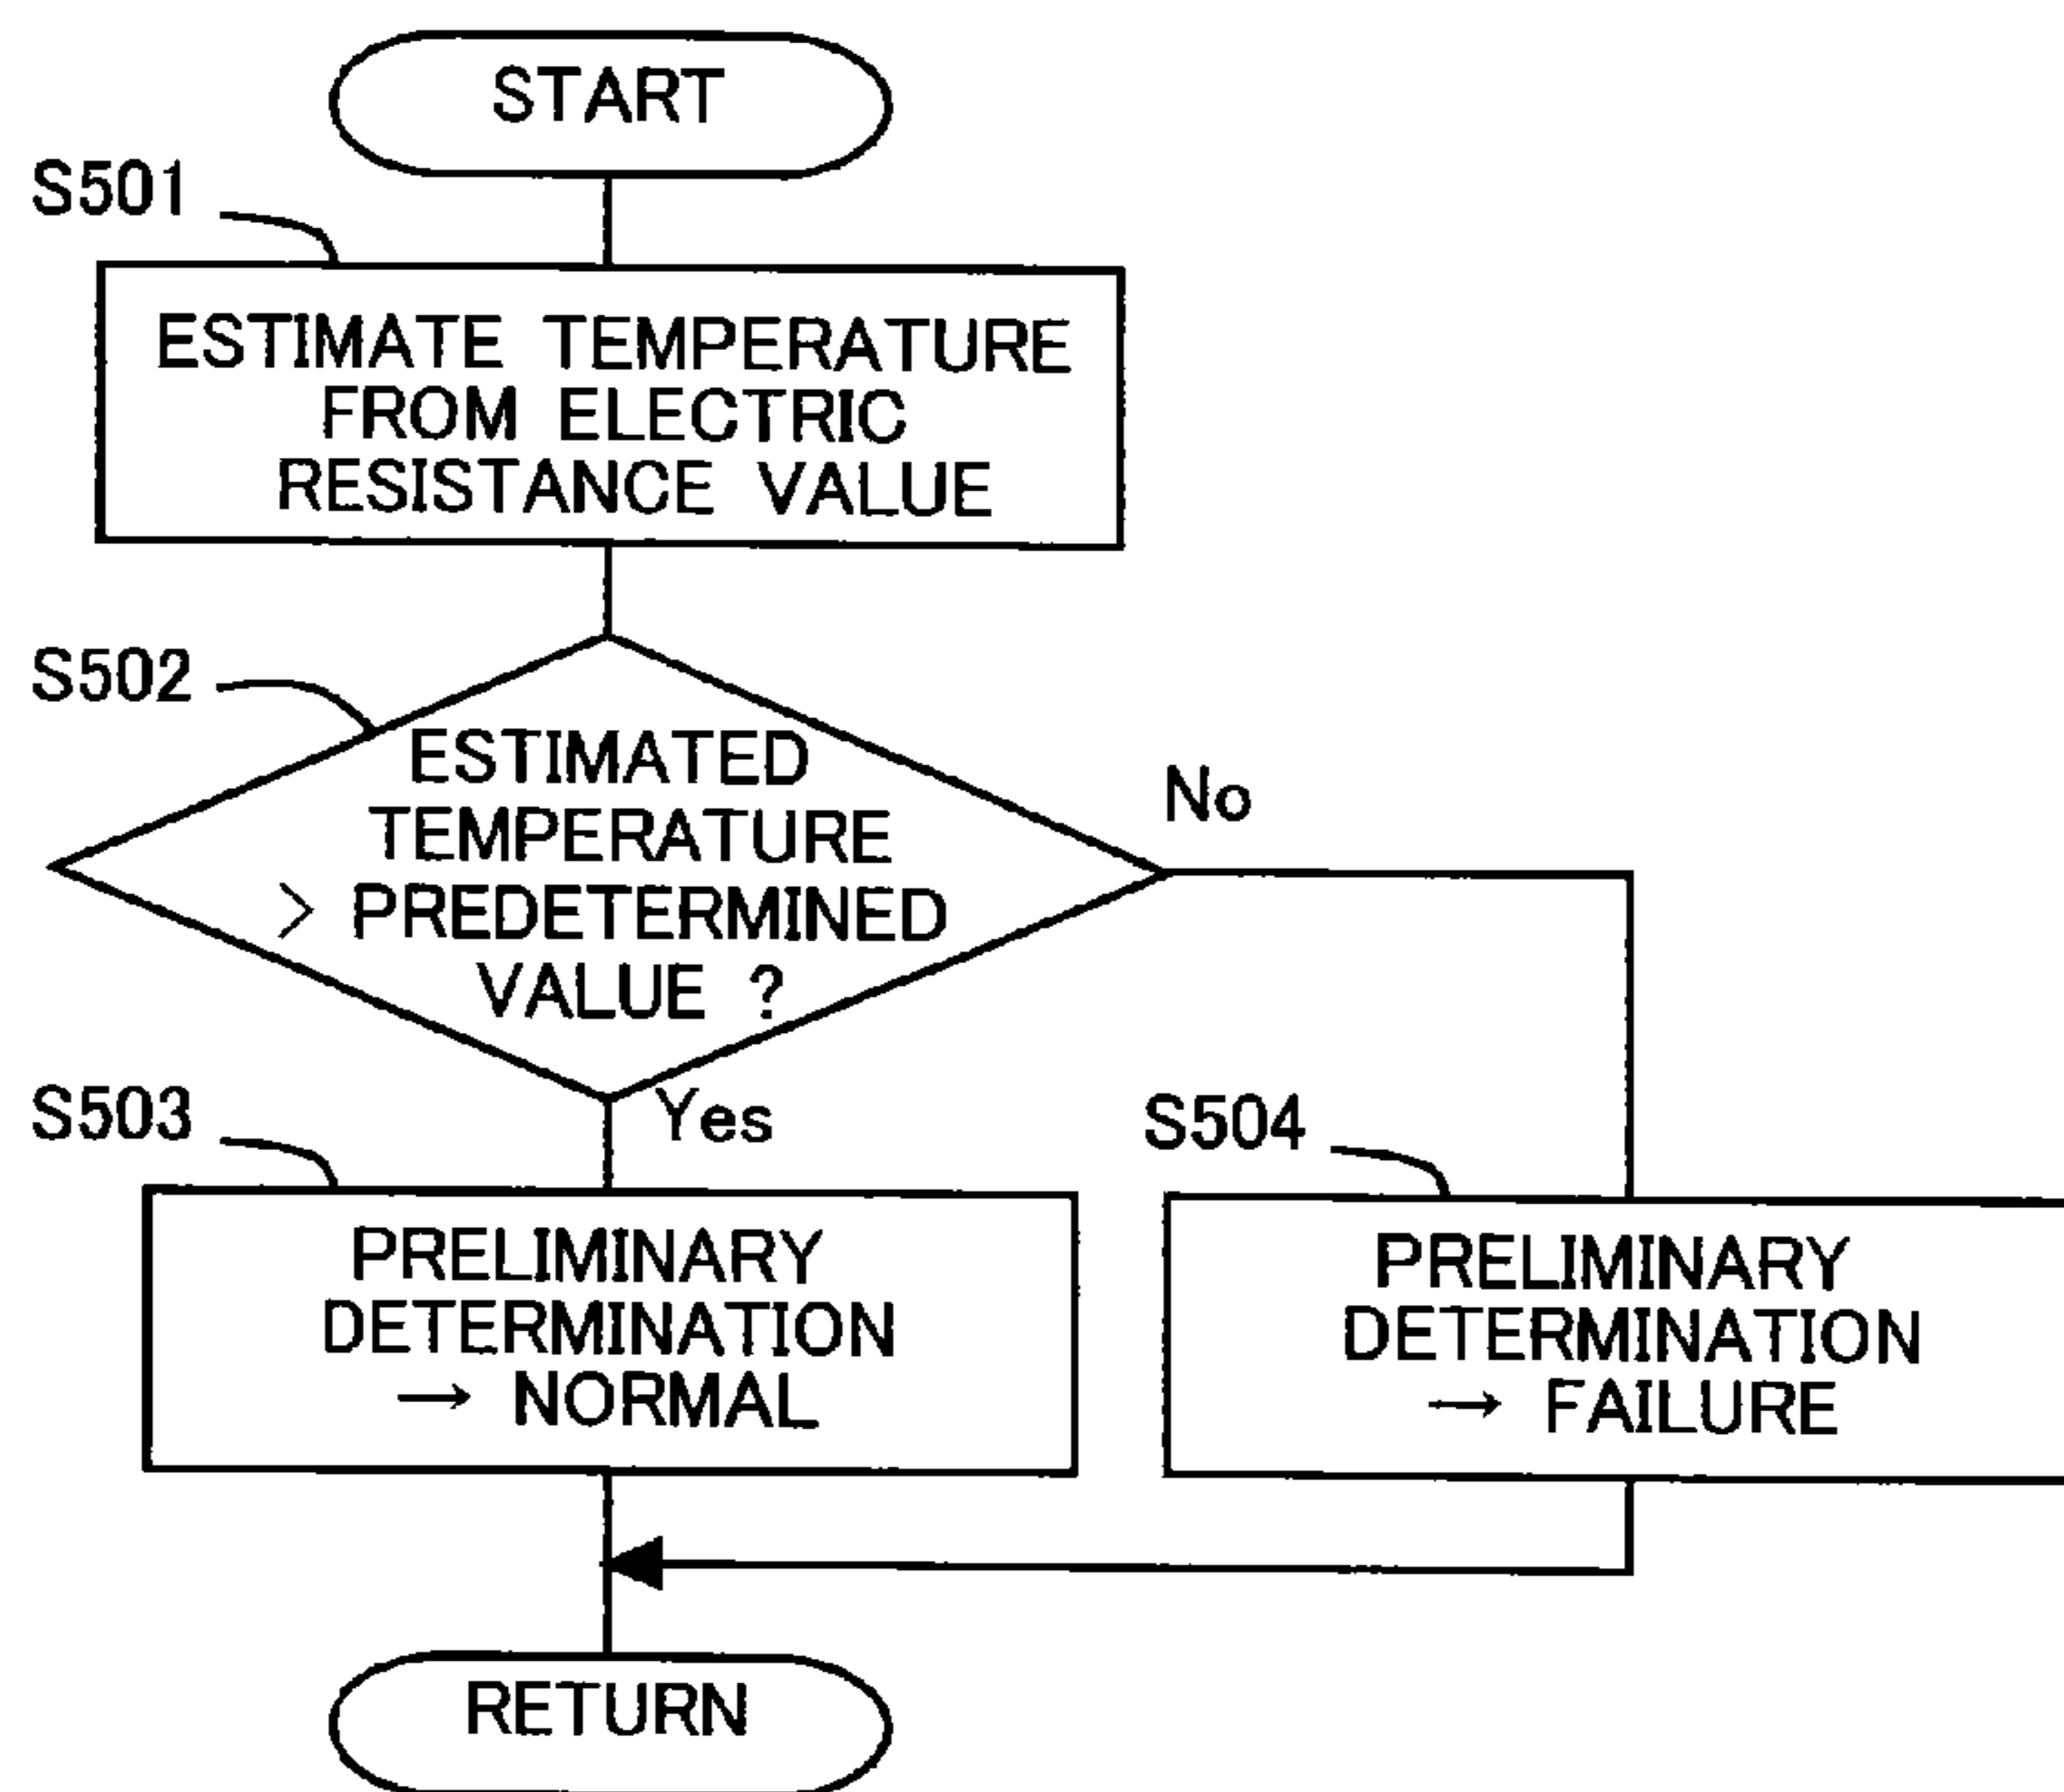 START
S501
ESTIMATE TEMPERATURE
FROM ELECTRIC
RESISTANCE VALUE
S502
ESTIMATED
TEMPERATURE
> PREDETERMINED
VALUE ?
No
Yes
S503
PRELIMINARY
DETERMINATION
→ NORMAL
S504
PRELIMINARY
DETERMINATION
→ FAILURE
RETURN